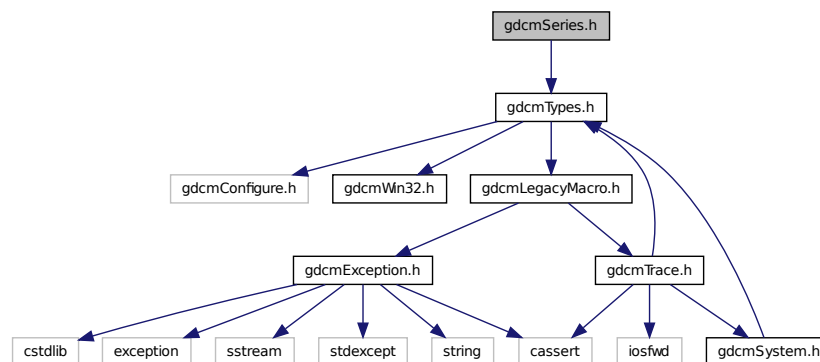 gdcmSeries.h
gdcmTypes.h
gdcmConfigure.h
gdcmWin32.h
gdcmLegacyMacro.h
gdcmException.h
gdcmTrace.h
cstdlib
exception
sstream
stdexcept
string
cassert
iosfwd
gdcmSystem.h